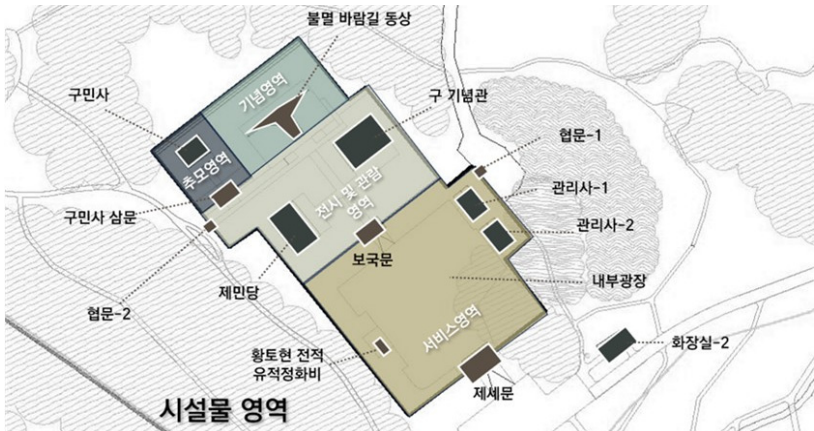 불멸 바람길 동상
구민사
기념영역
구 기념관
협문-1
추모영역
관리사-1
전시 및 관람
영역
구민사 삼문
관리사-2
보국문
제민당
내부광장
협문-2
서비스영역
화장실-2
황토현 전적
유적정화비
제세문
시설물 영역